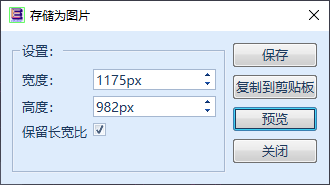 存储为图片
设置：
宽度：
1175px
高度：
982px
保留长宽比
保存
复制到剪贴板
预览
关闭